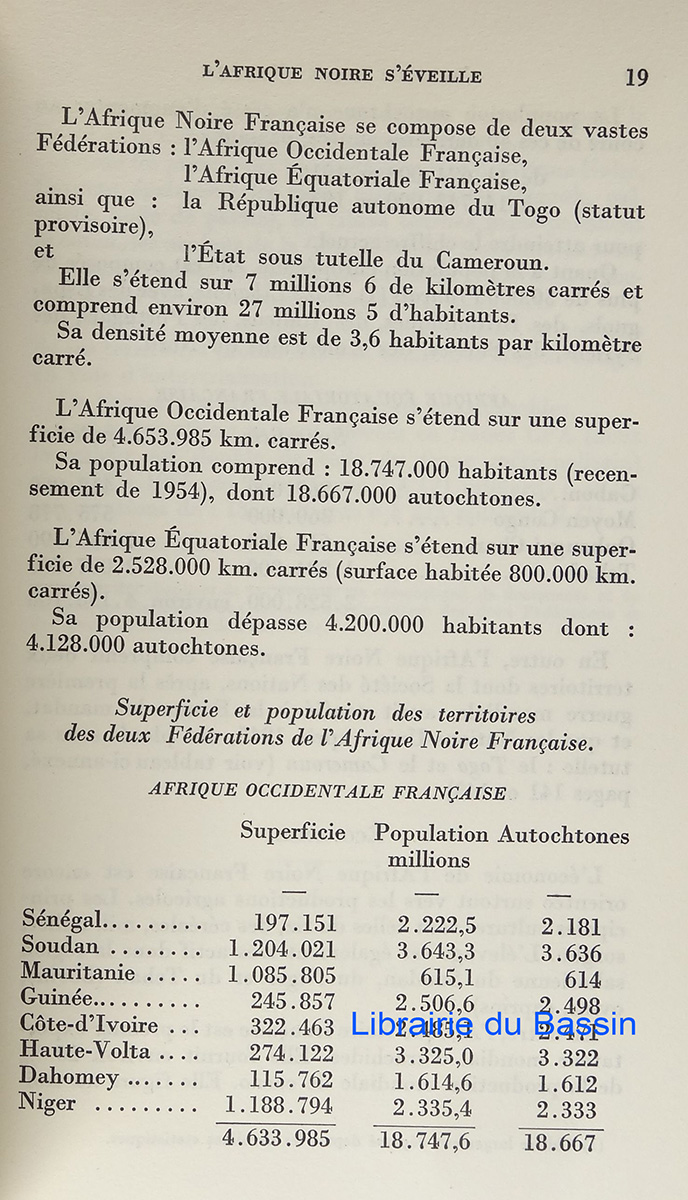 L'AFRIQUE NOIRE S'ÉVEILLE 19
L'Afrique Noire Française se compose de deux vastes
Fédérations : l'Afrique Occidentale Française,
l'Afrique Équatoriale Française,
ainsi que : la République autonome du Togo (statut
provisoire),
et l'État sous tutelle du Cameroun.
Elle s'étend sur 7 millions 6 de kilomètres carrés et
comprend environ 27 millions 5 d'habitants.
Sa densité moyenne est de 3,6 habitants par kilomètre
carré.
L'Afrique Occidentale Française s'étend sur une super-
ficie de 4.653.985 km. carrés.
Sa population comprend : 18.747.000 habitants (recen-
sement de 1954), dont 18.667.000 autochtones.
L'Afrique Équatoriale Française s'étend sur une super-
ficie de 2.528.000 km. carrés (surface habitée 800.000 km.
carrés).
Sa population dépasse 4.200.000 habitants dont :
4.128.000 autochtones.
Superficie et population des territoires
des deux Fédérations de l'Afrique Noire Française.
AFRIQUE OCCIDENTALE FRANÇAISE
Superficie Population Autochtones
millions
— — —
Sénégal......... 197.151 2.222,5 2.181
Soudan ........ 1.204.021 3.643,3 3.636
Mauritanie ..... 1.085.805 615,1 614
Guinée.......... 245.857 2.506,6 2.498
Côte-d'Ivoire ... 322.463
Librairie du Bassin
Haute-Volta .... 274.122 3.325,0 3.322
Dahomey ....... 115.762 1.614,6 1.612
Niger ......... 1.188.794 2.335,4 2.333
4.633.985 18.747,6 18.667